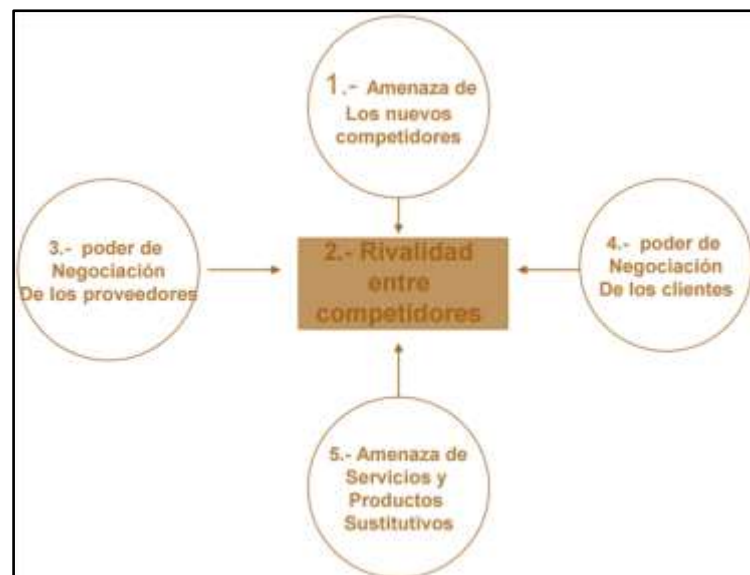 1.- Amenaza de
Los nuevos
competidores
3.- poder de
Negociación
De los proveedores
2.- Rivalidad
entre
competidores
4.- poder de
Negociación
De los clientes
5.- Amenaza de
Servicios y
Productos
Sustitutivos